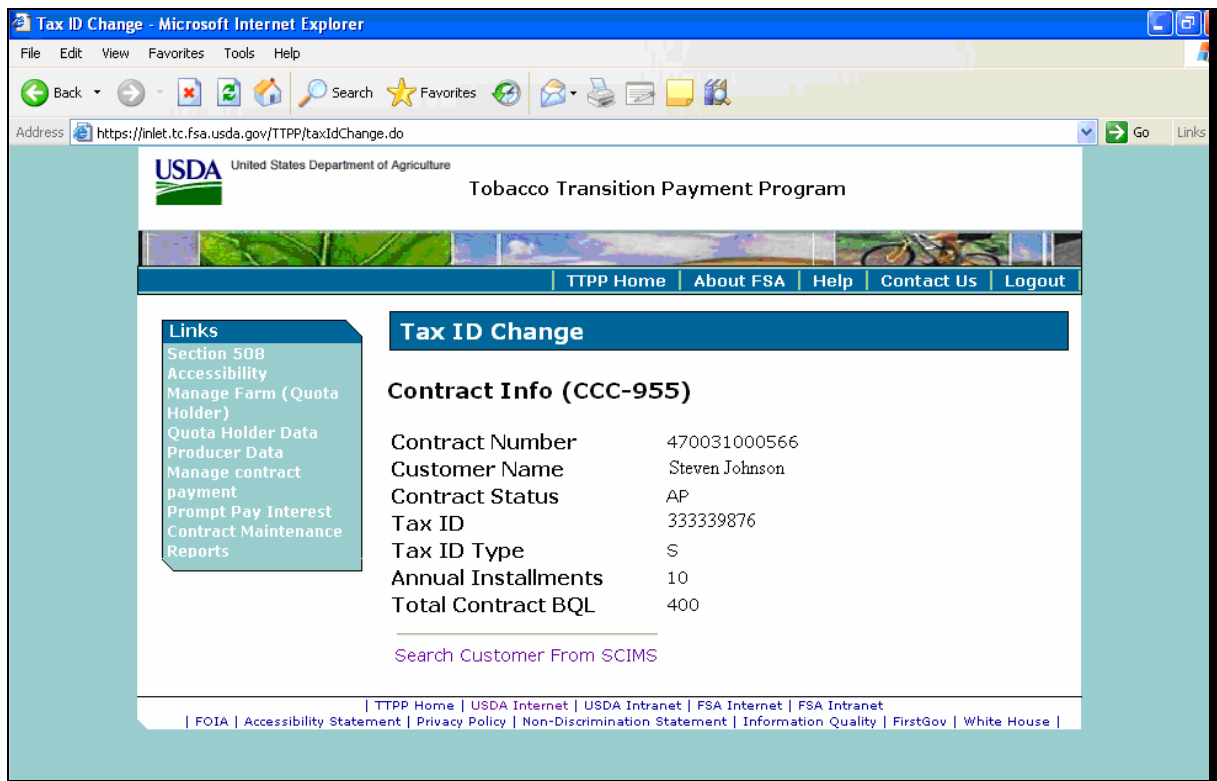 Tax ID Change - Microsoft Internet Explorer
File Edit View Favorites Tools Help
Back Search Favorites
Address https://inlet.tc.fsa.usda.gov/TTPP/taxIdChange.do Go Links
USDA United States Department of Agriculture
Tobacco Transition Payment Program
| TTPP Home | About FSA | Help | Contact Us | Logout
Links
Section 508
Accessibility
Manage Farm (Quota
Holder)
Quota Holder Data
Producer Data
Manage contract
payment
Prompt Pay Interest
Contract Maintenance
Reports
Tax ID Change
Contract Info (CCC-955)
Contract Number 470031000566
Customer Name Steven Johnson
Contract Status AP
Tax ID 333339876
Tax ID Type S
Annual Installments 10
Total Contract BQL 400
Search Customer From SCIMS
| TTPP Home | USDA Internet | USDA Intranet | FSA Internet | FSA Intranet
| FOIA | Accessibility Statement | Privacy Policy | Non-Discrimination Statement | Information Quality | FirstGov | White House |